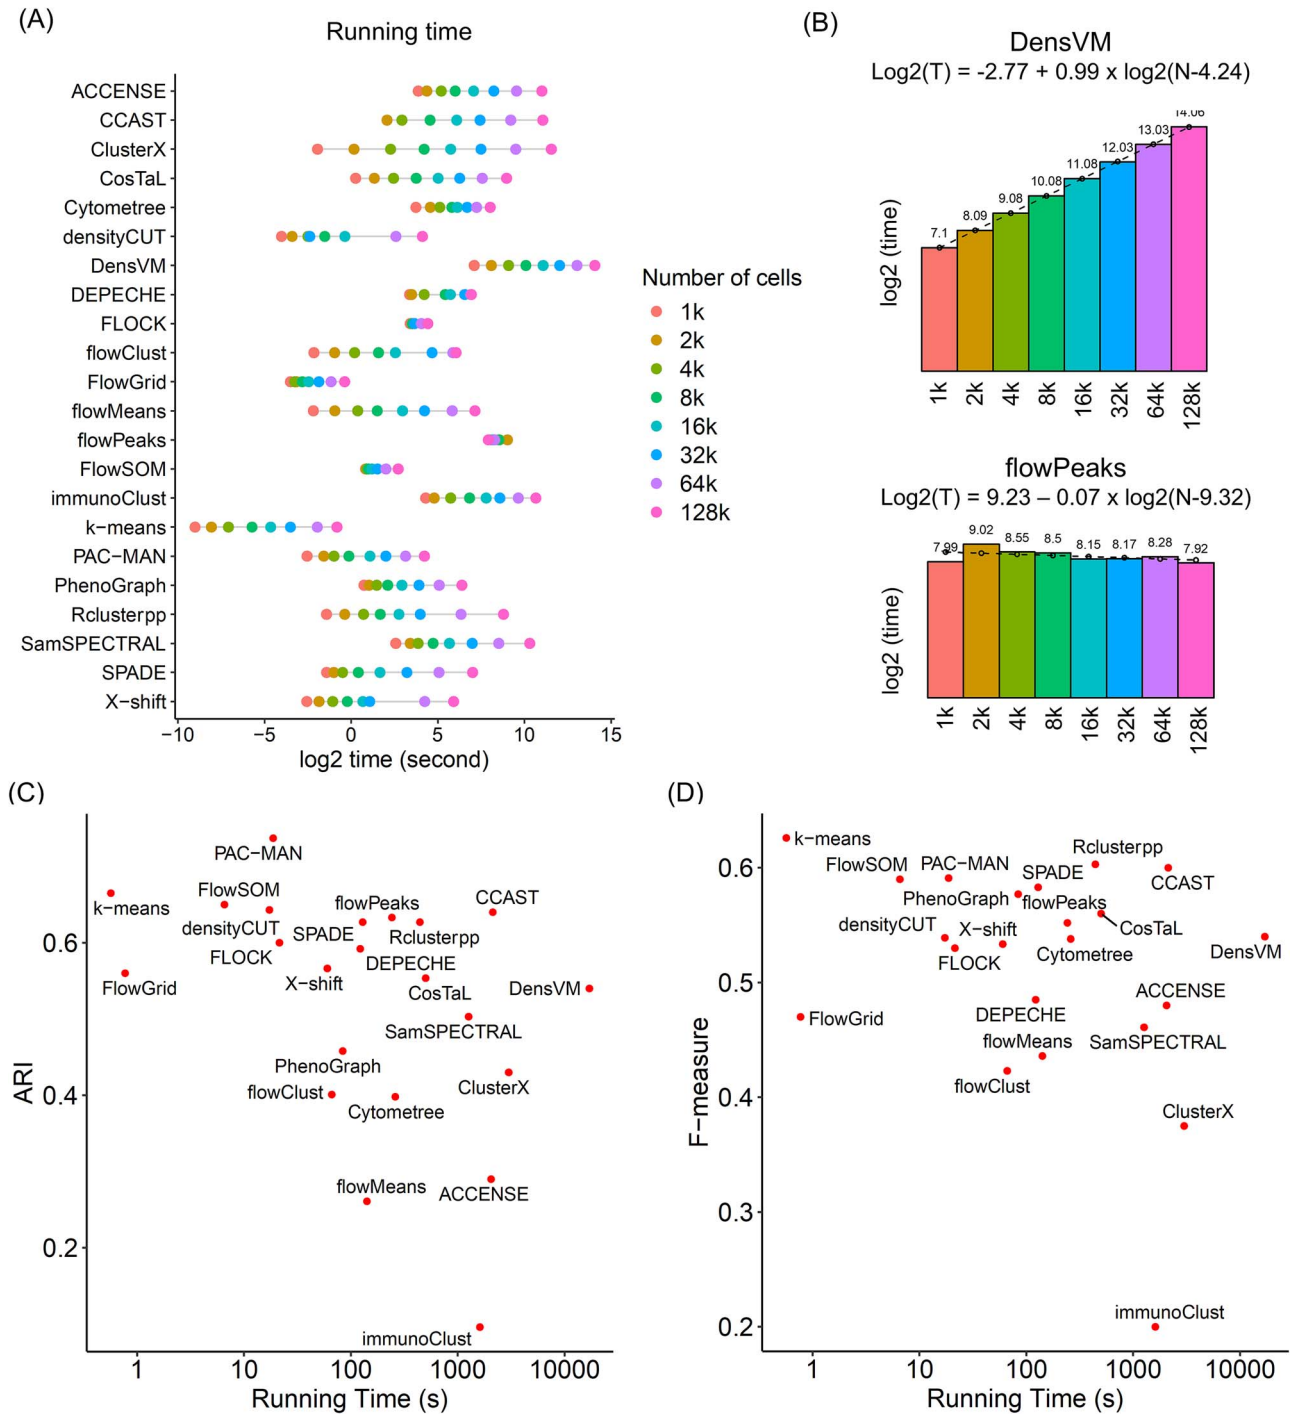 (A)
Running time
ACCENSE
CCAST
ClusterX
CosTaL
Cytometree
densityCUT
DensVM
DEPECHE
FLOCK
flowClust
FlowGrid
flowMeans
flowPeaks
FlowSOM
immunoClust
k−means
PAC−MAN
PhenoGraph
Rclusterpp
SamSPECTRAL
SPADE
X−shift
−10 −5 0 5 10 15
log2 time (second)
Number of cells
1k
2k
4k
8k
16k
32k
64k
128k
(B)
DensVM
Log2(T) = -2.77 + 0.99 x log2(N-4.24)
log2 (time)
7.1 8.09 9.08 10.08 11.08 12.03 13.03 14.06
1k 2k 4k 8k 16k 32k 64k 128k
flowPeaks
Log2(T) = 9.23 – 0.07 x log2(N-9.32)
log2 (time)
7.99 9.02 8.55 8.5 8.15 8.17 8.28 7.92
1k 2k 4k 8k 16k 32k 64k 128k
(C)
ARI
0.6
0.4
0.2
PAC−MAN
k−means
FlowSOM
densityCUT
FLOCK
FlowGrid
SPADE
flowPeaks
Rclusterpp
CCAST
DEPECHE
X−shift
CosTaL
DensVM
SamSPECTRAL
PhenoGraph
flowClust
Cytometree
ClusterX
flowMeans
ACCENSE
immunoClust
1 10 100 1000 10000
Running Time (s)
(D)
F−measure
0.6
0.5
0.4
0.3
0.2
k−means
FlowSOM
PAC−MAN
Rclusterpp
SPADE
CCAST
PhenoGraph
flowPeaks
densityCUT
X−shift
CosTaL
FLOCK
Cytometree
DensVM
FlowGrid
DEPECHE
ACCENSE
flowMeans
SamSPECTRAL
flowClust
ClusterX
immunoClust
1 10 100 1000 10000
Running Time (s)